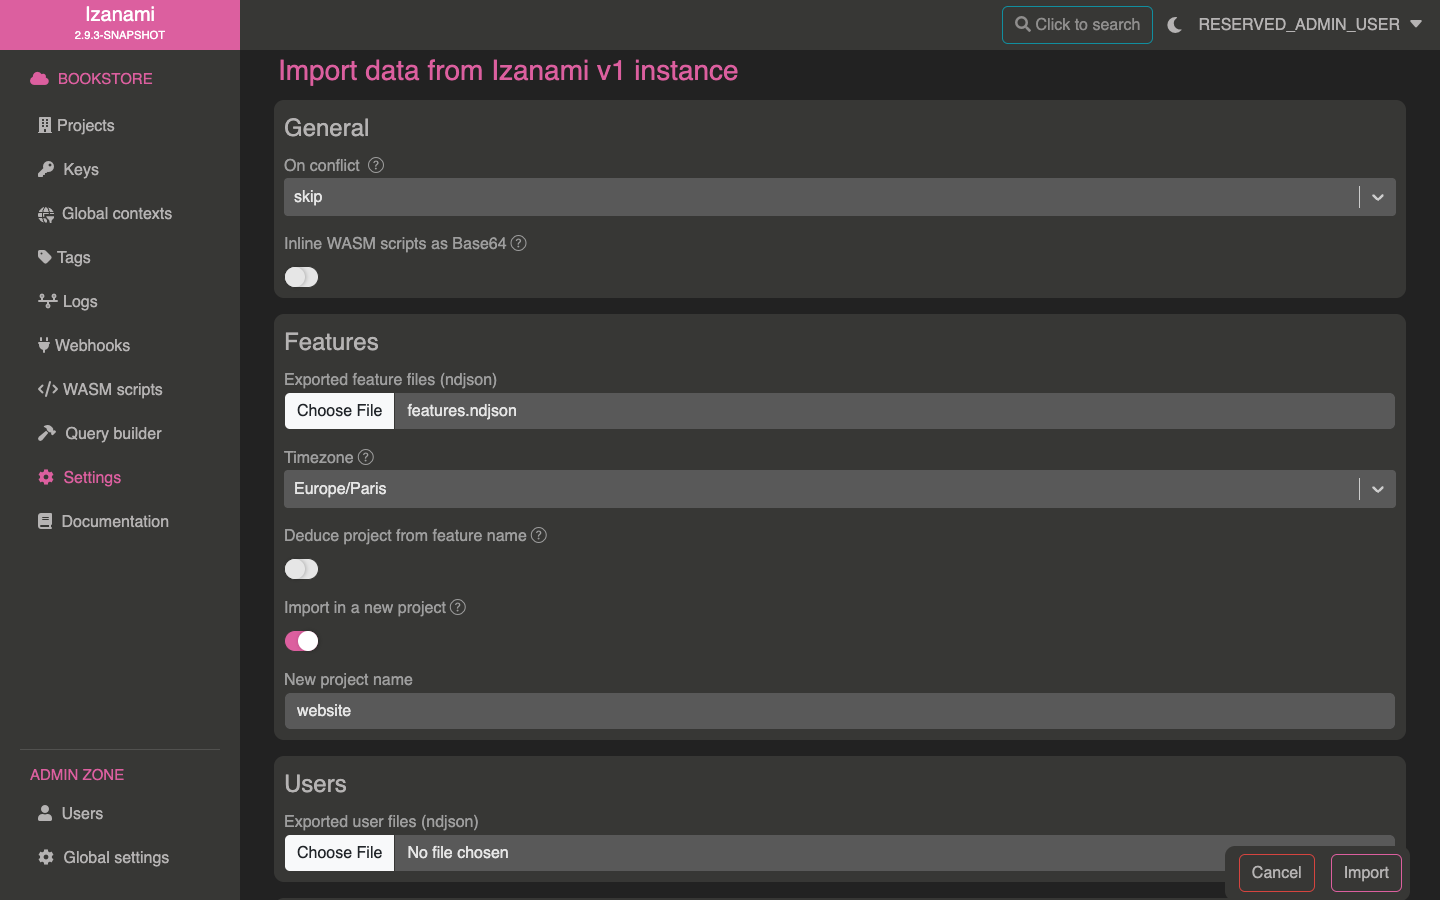 Izanami
2.9.3-SNAPSHOT
Click to search
RESERVED_ADMIN_USER
BOOKSTORE
Projects
Keys
Global contexts
Tags
Logs
Webhooks
WASM scripts
Query builder
Settings
Documentation
ADMIN ZONE
Users
Global settings
Import data from Izanami v1 instance
General
On conflict
skip
Inline WASM scripts as Base64
Features
Exported feature files (ndjson)
Choose File features.ndjson
Timezone
Europe/Paris
Deduce project from feature name
Import in a new project
New project name
website
Users
Exported user files (ndjson)
Choose File No file chosen
Cancel Import